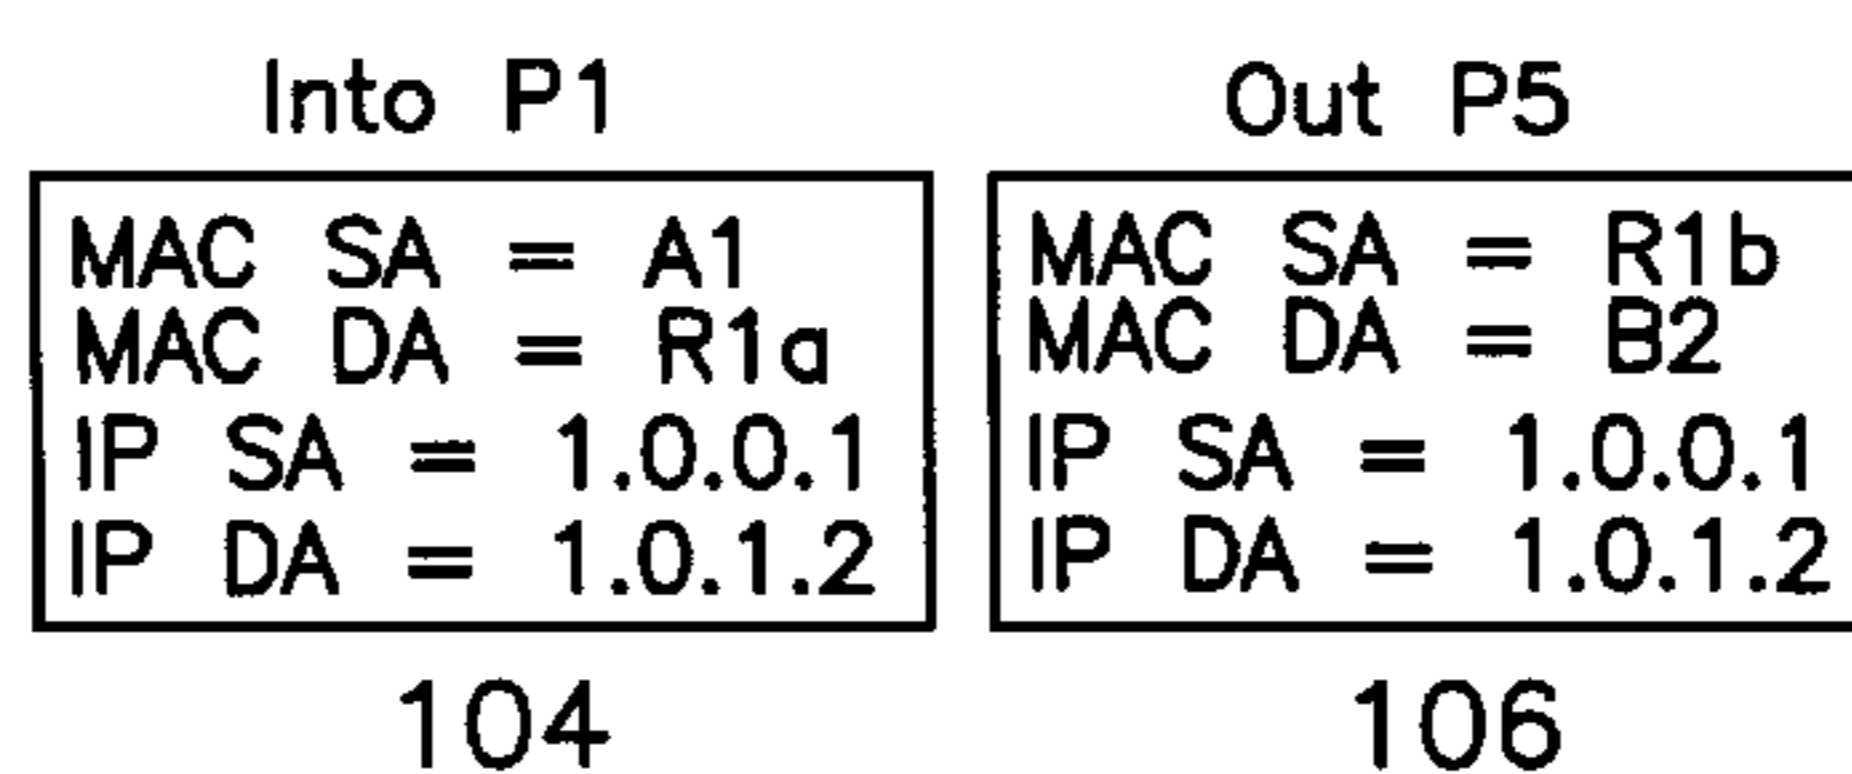 Into P1
MAC SA = A1
MAC DA = R1a
IP SA = 1.0.0.1
IP DA = 1.0.1.2
104
Out P5
MAC SA = R1b
MAC DA = B2
IP SA = 1.0.0.1
IP DA = 1.0.1.2
106